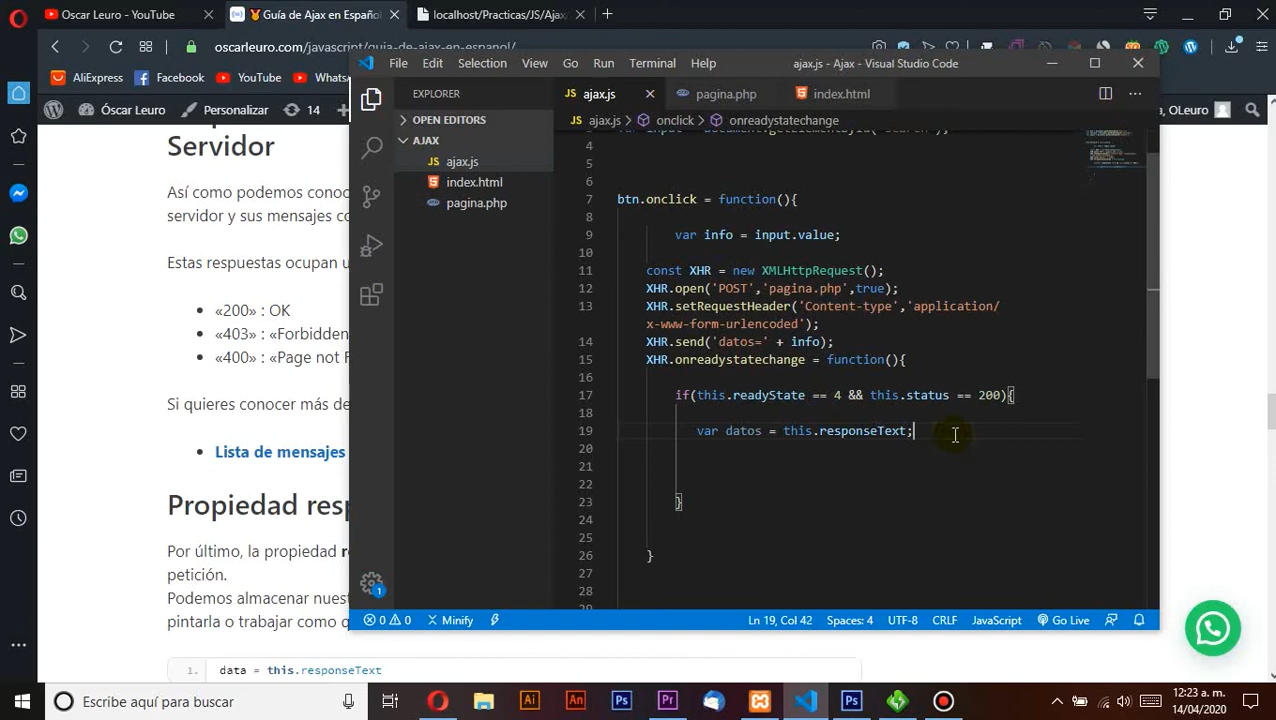 Oscar Leuro - YouTube
Guía de Ajax en Español
localhost/Practicas/JS/Ajax/
oscarleuro.com/javascript/guia-de-ajax-en-espanol/
AliExpress
Facebook
YouTube
WhatsA
Óscar Leuro
Personalizar
14
a, OLeuro
Servidor
Así como podemos conoc
servidor y sus mensajes co
Estas respuestas ocupan u
«200» : OK
«403» : «Forbidden
«400» : «Page not F
Si quieres conocer más de
Lista de mensajes
Propiedad resp
Por último, la propiedad r
petición.
Podemos almacenar nuest
pintarla o trabajar como q
1. data = this.responseText
File Edit Selection View Go Run Terminal Help
ajax.js - Ajax - Visual Studio Code
EXPLORER
OPEN EDITORS
AJAX
ajax.js
index.html
pagina.php
ajax.js
pagina.php
index.html
ajax.js > onclick > onreadystatechange
4
5
6
7 btn.onclick = function(){
8
9 var info = input.value;
10
11 const XHR = new XMLHttpRequest();
12 XHR.open('POST','pagina.php',true);
13 XHR.setRequestHeader('Content-type','application/
x-www-form-urlencoded');
14 XHR.send('datos=' + info);
15 XHR.onreadystatechange = function(){
16
17 if(this.readyState == 4 && this.status == 200){
18
19 var datos = this.responseText;
20
21
22
23 }
24
25
26 }
27
28
29
0 0 Minify
Ln 19, Col 42 Spaces: 4 UTF-8 CRLF JavaScript Go Live
1
Escribe aquí para buscar
12:23 a. m.
14/04/2020